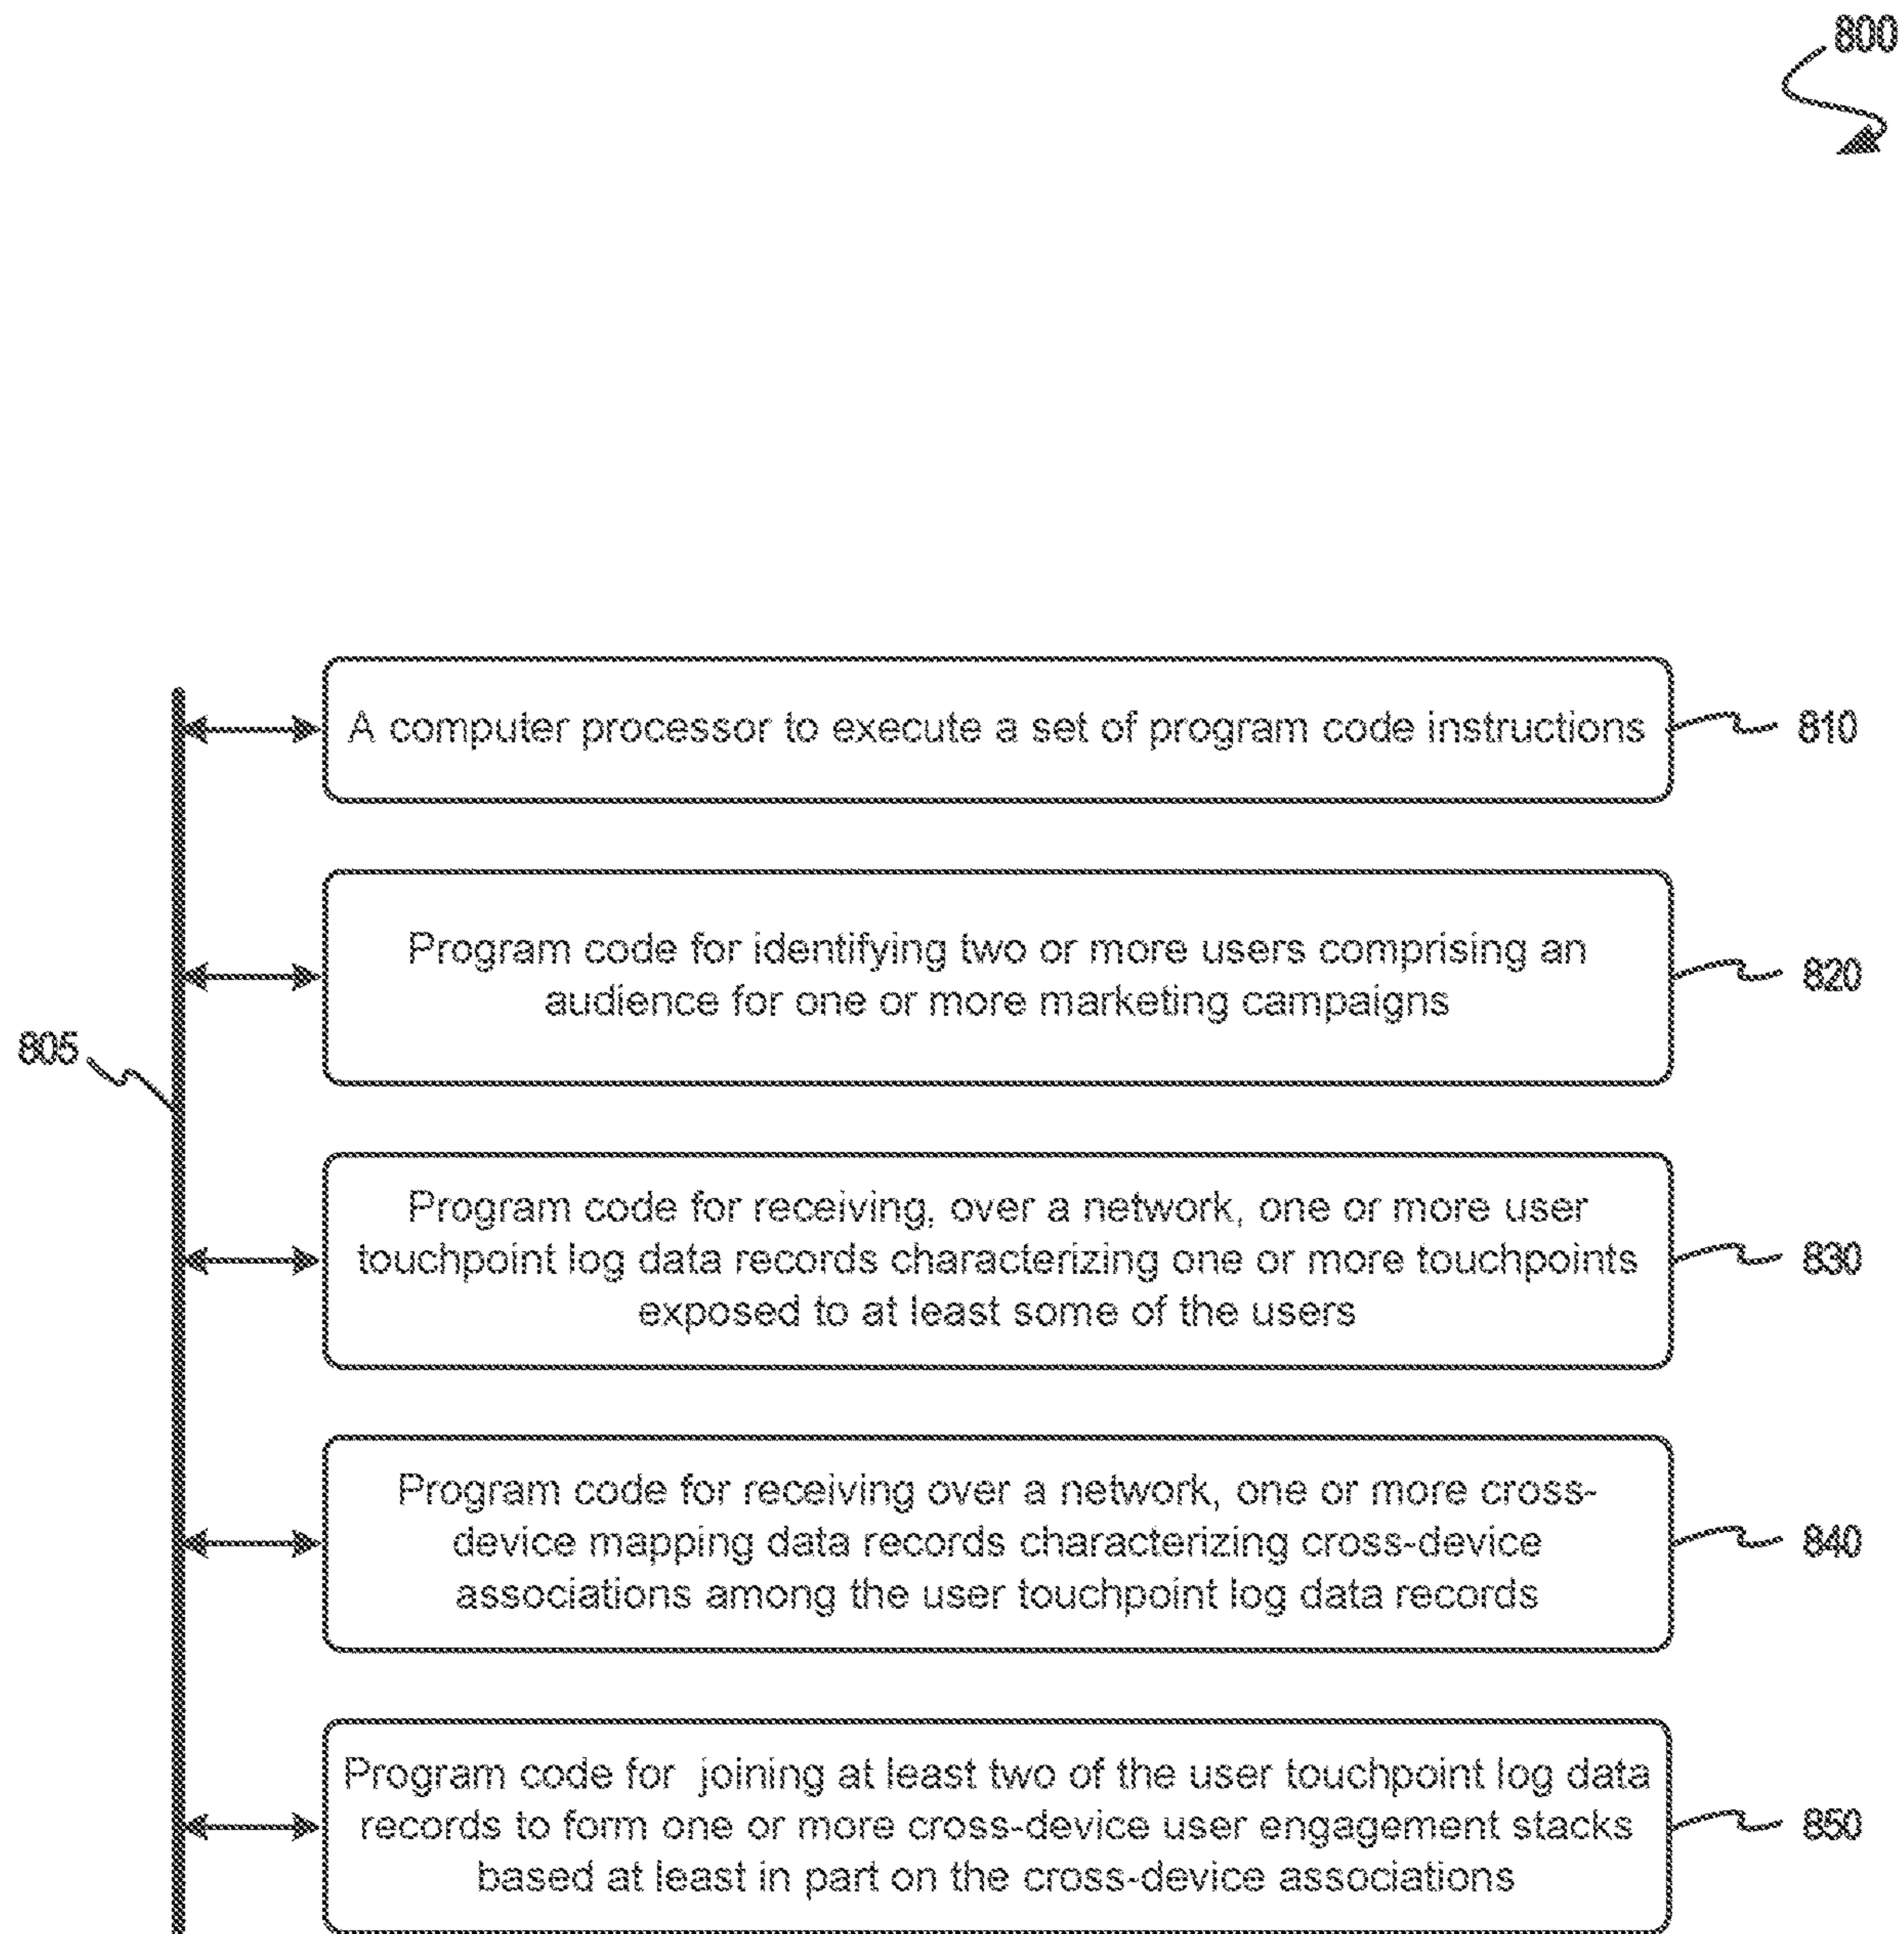 800
A computer processor to execute a set of program code instructions
810
Program code for identifying two or more users comprising an
audience for one or more marketing campaigns
820
805
Program code for receiving, over a network, one or more user
touchpoint log data records characterizing one or more touchpoints
exposed to at least some of the users
830
Program code for receiving over a network, one or more cross-
device mapping data records characterizing cross-device
associations among the user touchpoint log data records
840
Program code for joining at least two of the user touchpoint log data
records to form one or more cross-device user engagement stacks
based at least in part on the cross-device associations
850